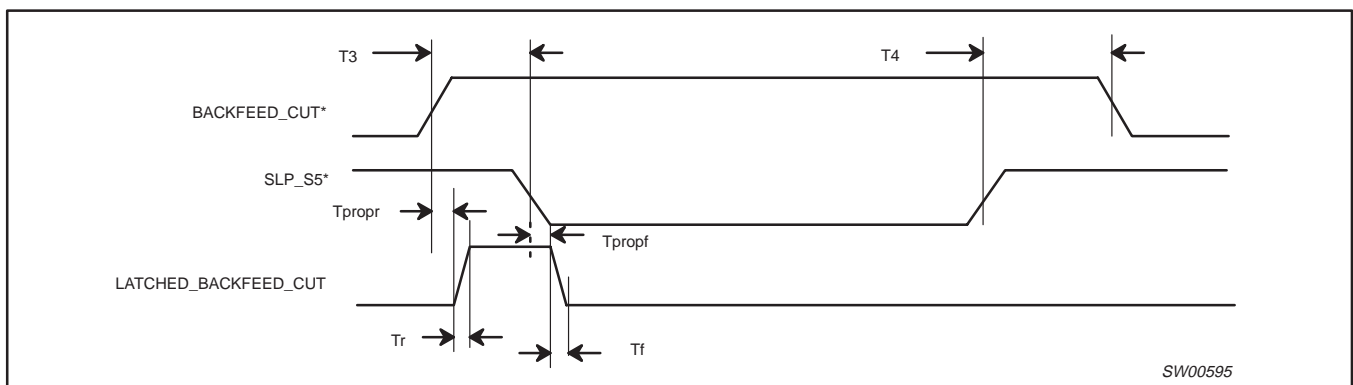 T3
T4
BACKFEED_CUT*
SLP_S5*
Tpropr
Tpropf
LATCHED_BACKFEED_CUT
Tr
Tf
SW00595